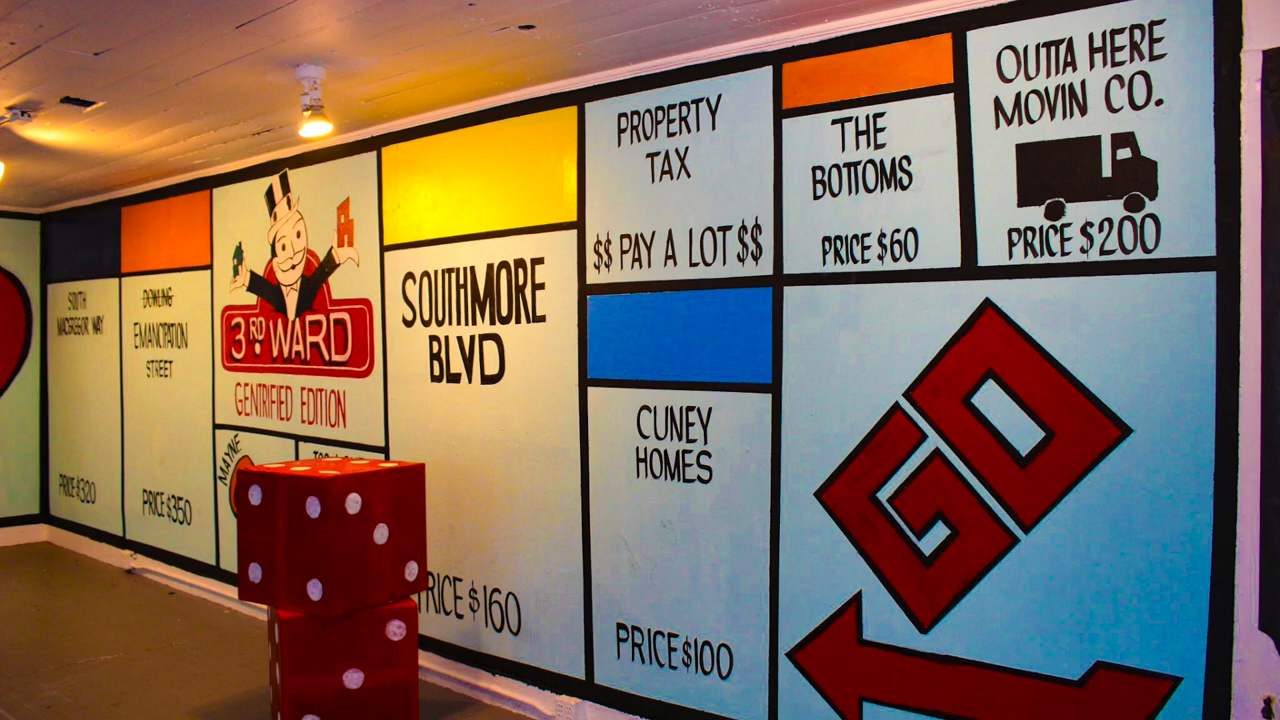 SOUTH
MACGREGOR WAY
PRICE $320
DOWLING
EMANCIPATION
STREET
PRICE $350
3RD WARD
GENTRIFIED EDITION
MAYNE
SOUTHMORE
BLVD
PRICE $160
PROPERTY
TAX
$$ PAY A LOT $$
CUNEY
HOMES
PRICE $100
THE
BOTTOMS
PRICE $60
OUTTA HERE
MOVIN CO.
PRICE $200
GO